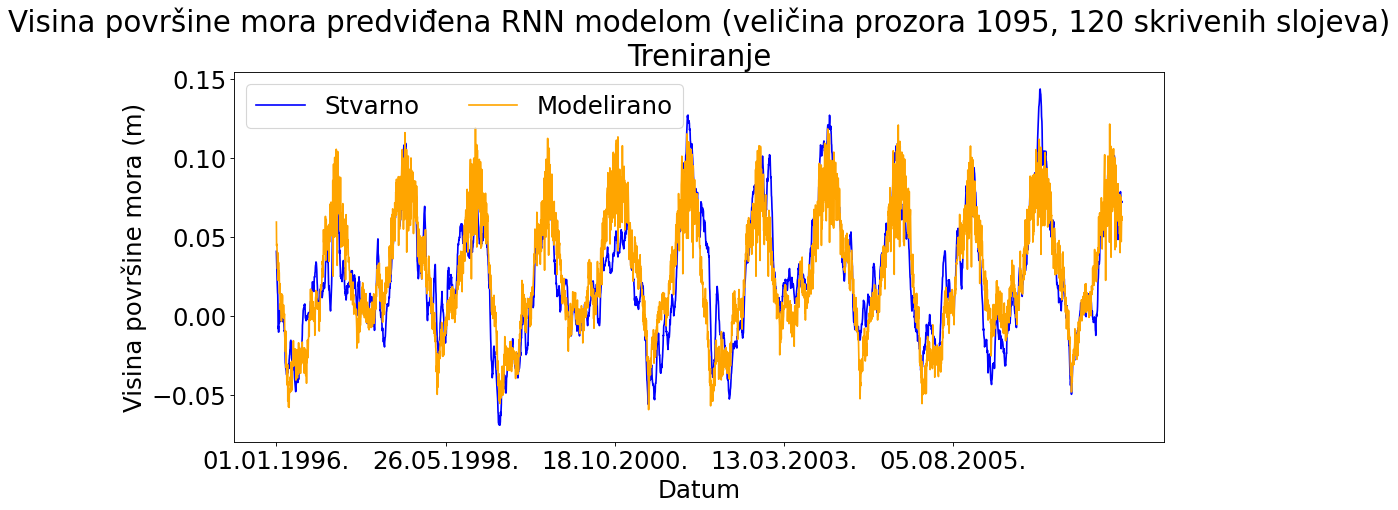 Visina površine mora predviđena RNN modelom (veličina prozora 1095, 120 skrivenih slojeva)
Treniranje
Stvarno
Modelirano
Visina površine mora (m)
0.15
0.10
0.05
0.00
−0.05
01.01.1996.
26.05.1998.
18.10.2000.
13.03.2003.
05.08.2005.
Datum